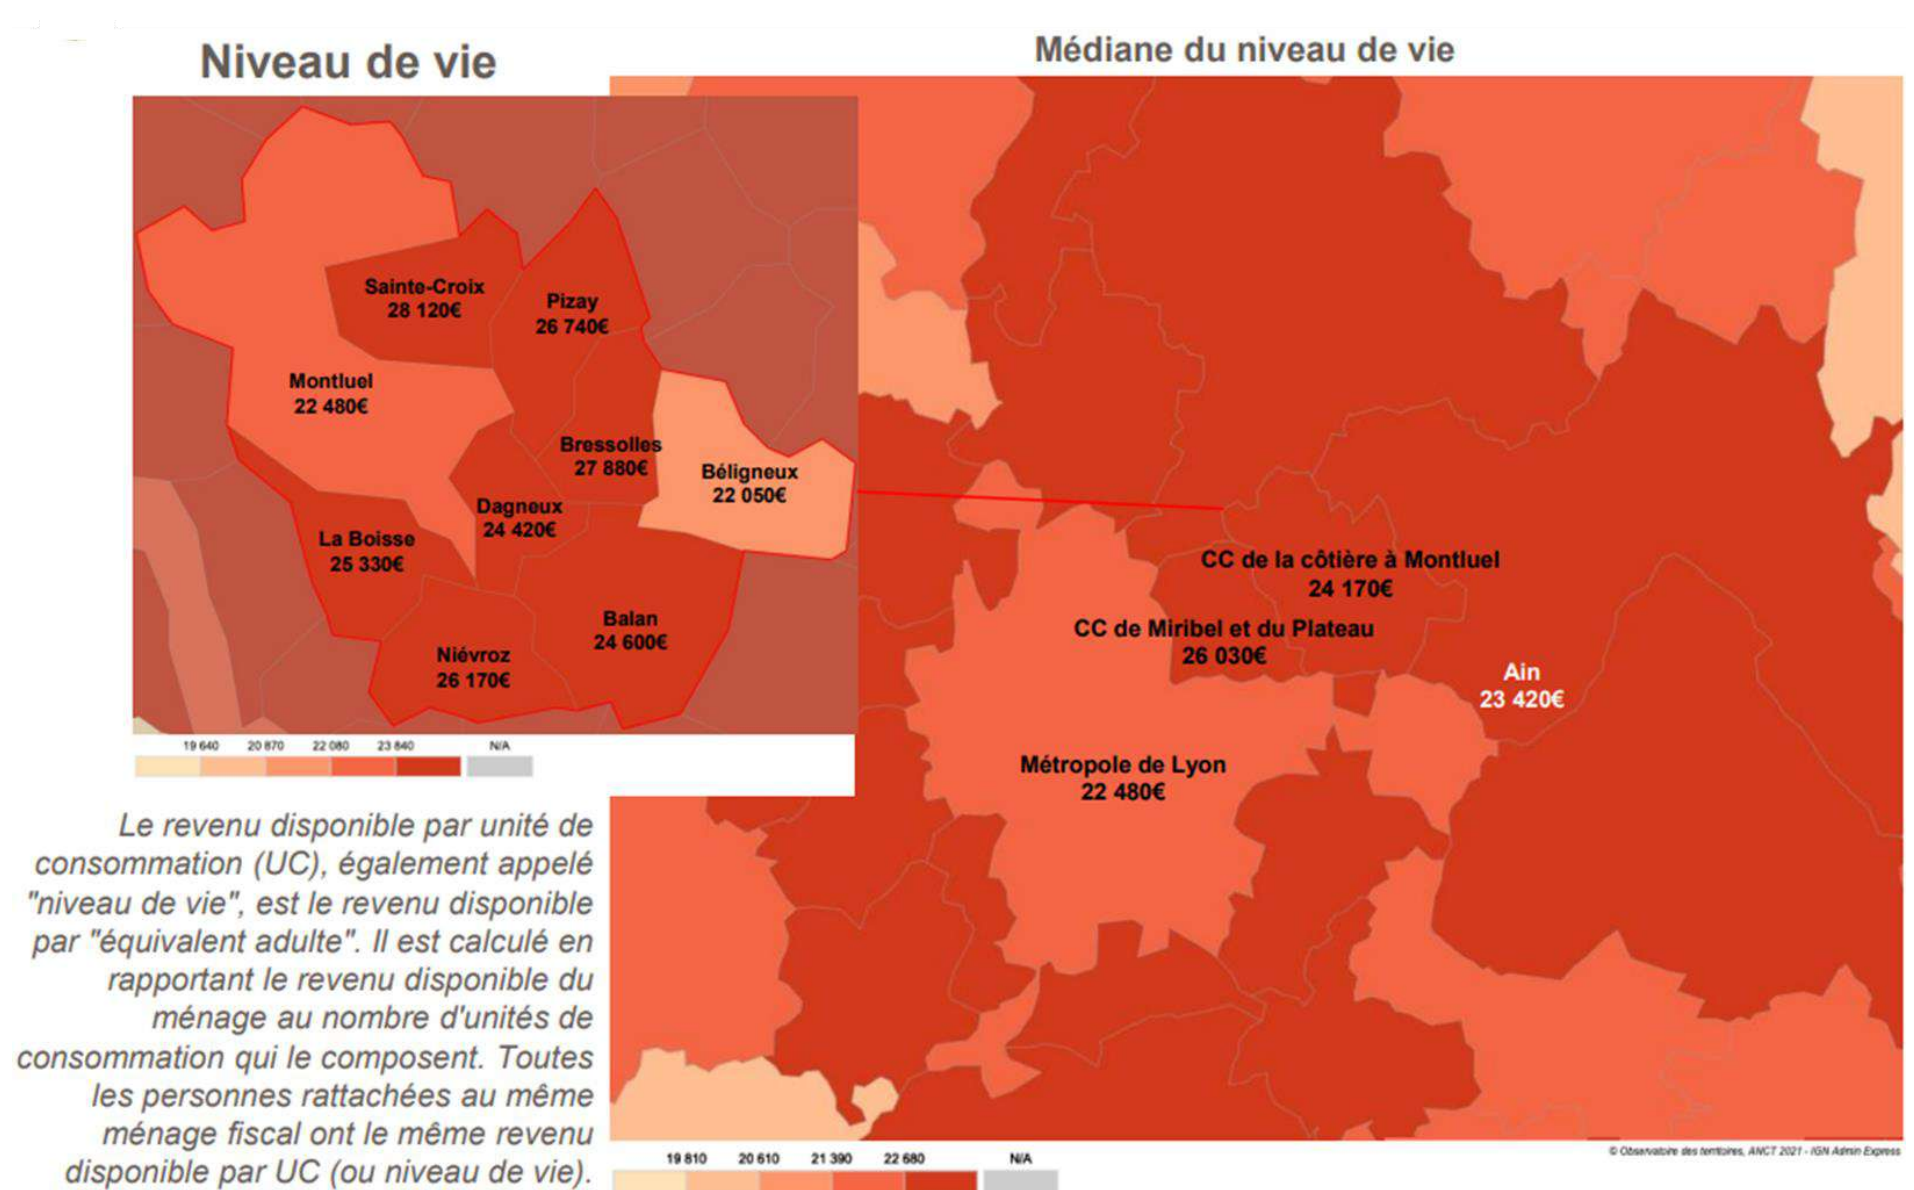 Niveau de vie
Médiane du niveau de vie
Sainte-Croix
28 120€
Pizay
26 740€
Montluel
22 480€
Bressolles
27 880€
Béligneux
22 050€
Dagneux
24 420€
La Boisse
25 330€
Balan
24 600€
Niévroz
26 170€
19 640 20 870 22 080 23 840 N/A
CC de la côtière à Montluel
24 170€
CC de Miribel et du Plateau
26 030€
Ain
23 420€
Métropole de Lyon
22 480€
Le revenu disponible par unité de
consommation (UC), également appelé
"niveau de vie", est le revenu disponible
par "équivalent adulte". Il est calculé en
rapportant le revenu disponible du
ménage au nombre d'unités de
consommation qui le composent. Toutes
les personnes rattachées au même
ménage fiscal ont le même revenu
disponible par UC (ou niveau de vie).
19 810 20 610 21 390 22 680 N/A
© Observatoire des territoires, ANCT 2021 - IGN Admin Express